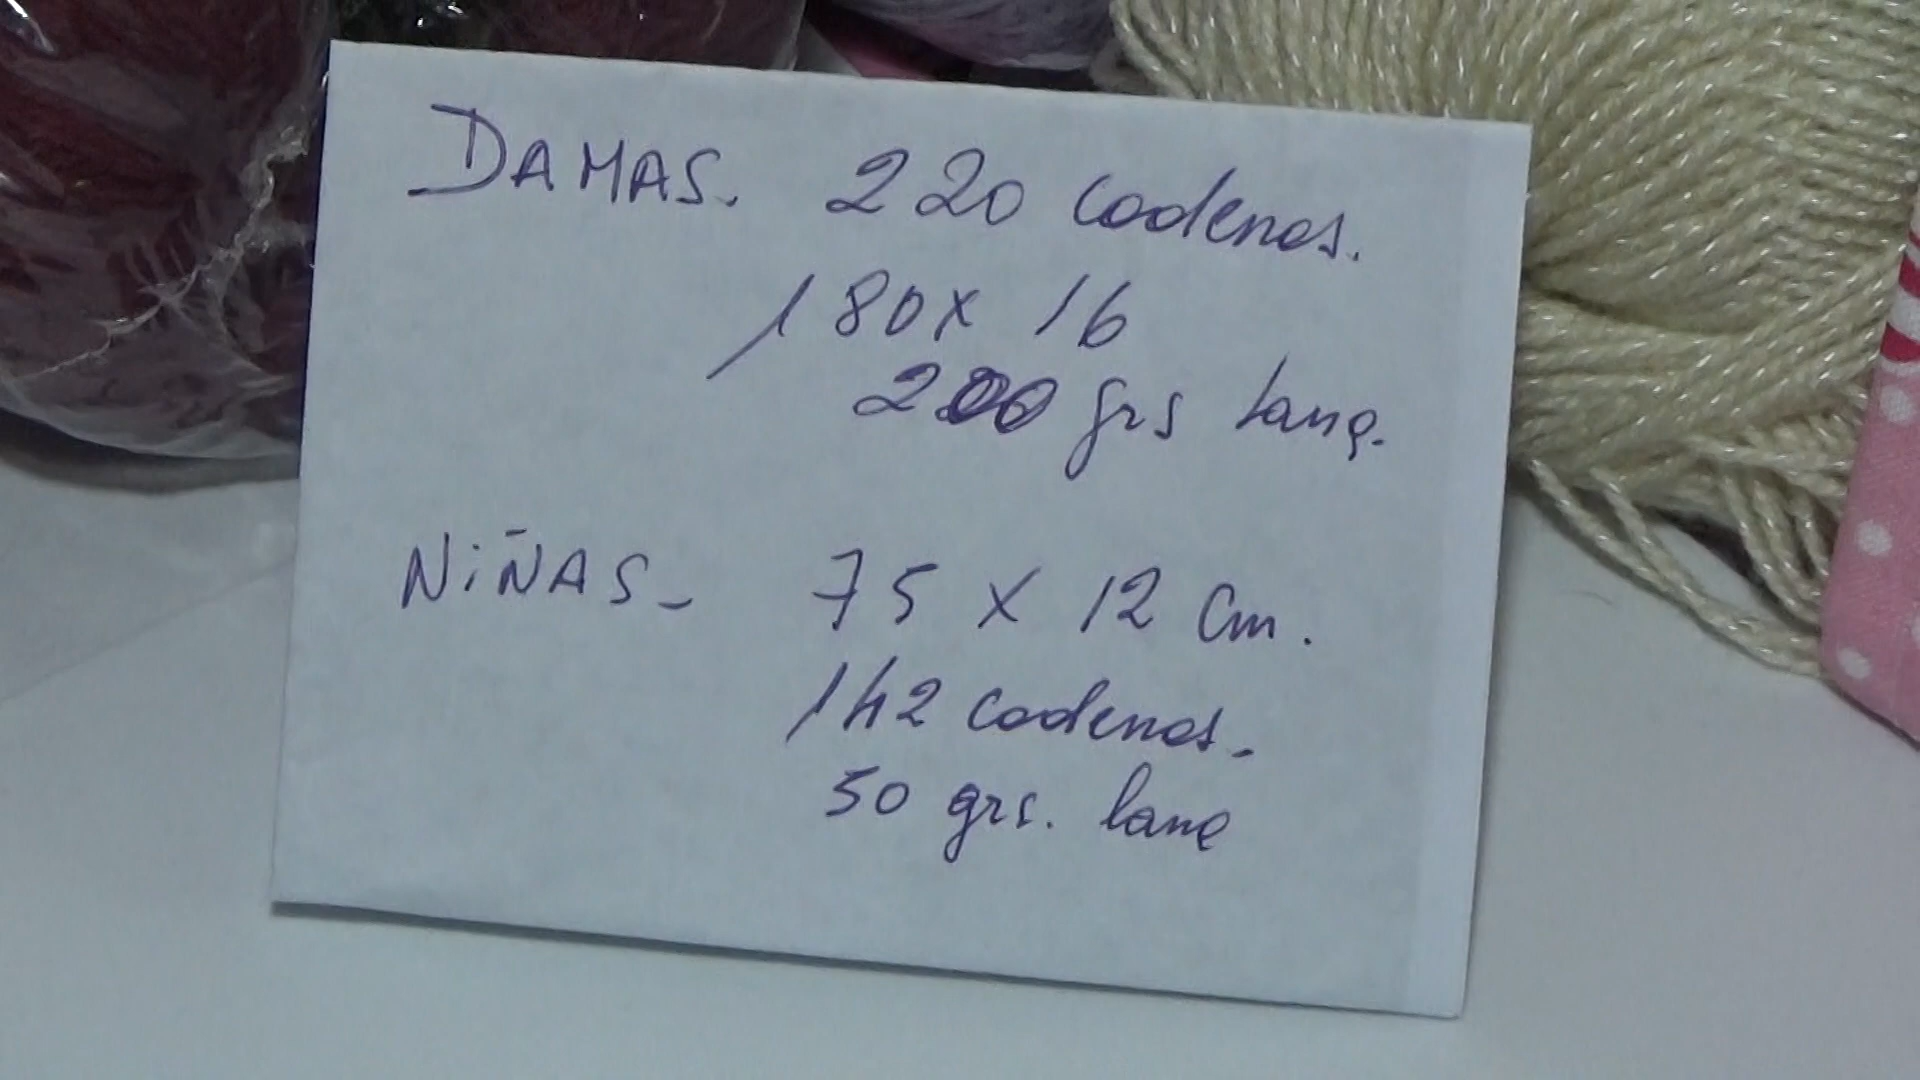 DAMAS. 220 cadenas.
180 x 16
200 grs lana.
NIÑAS- 75 x 12 Cm.
142 cadenas.
50 grs. lana